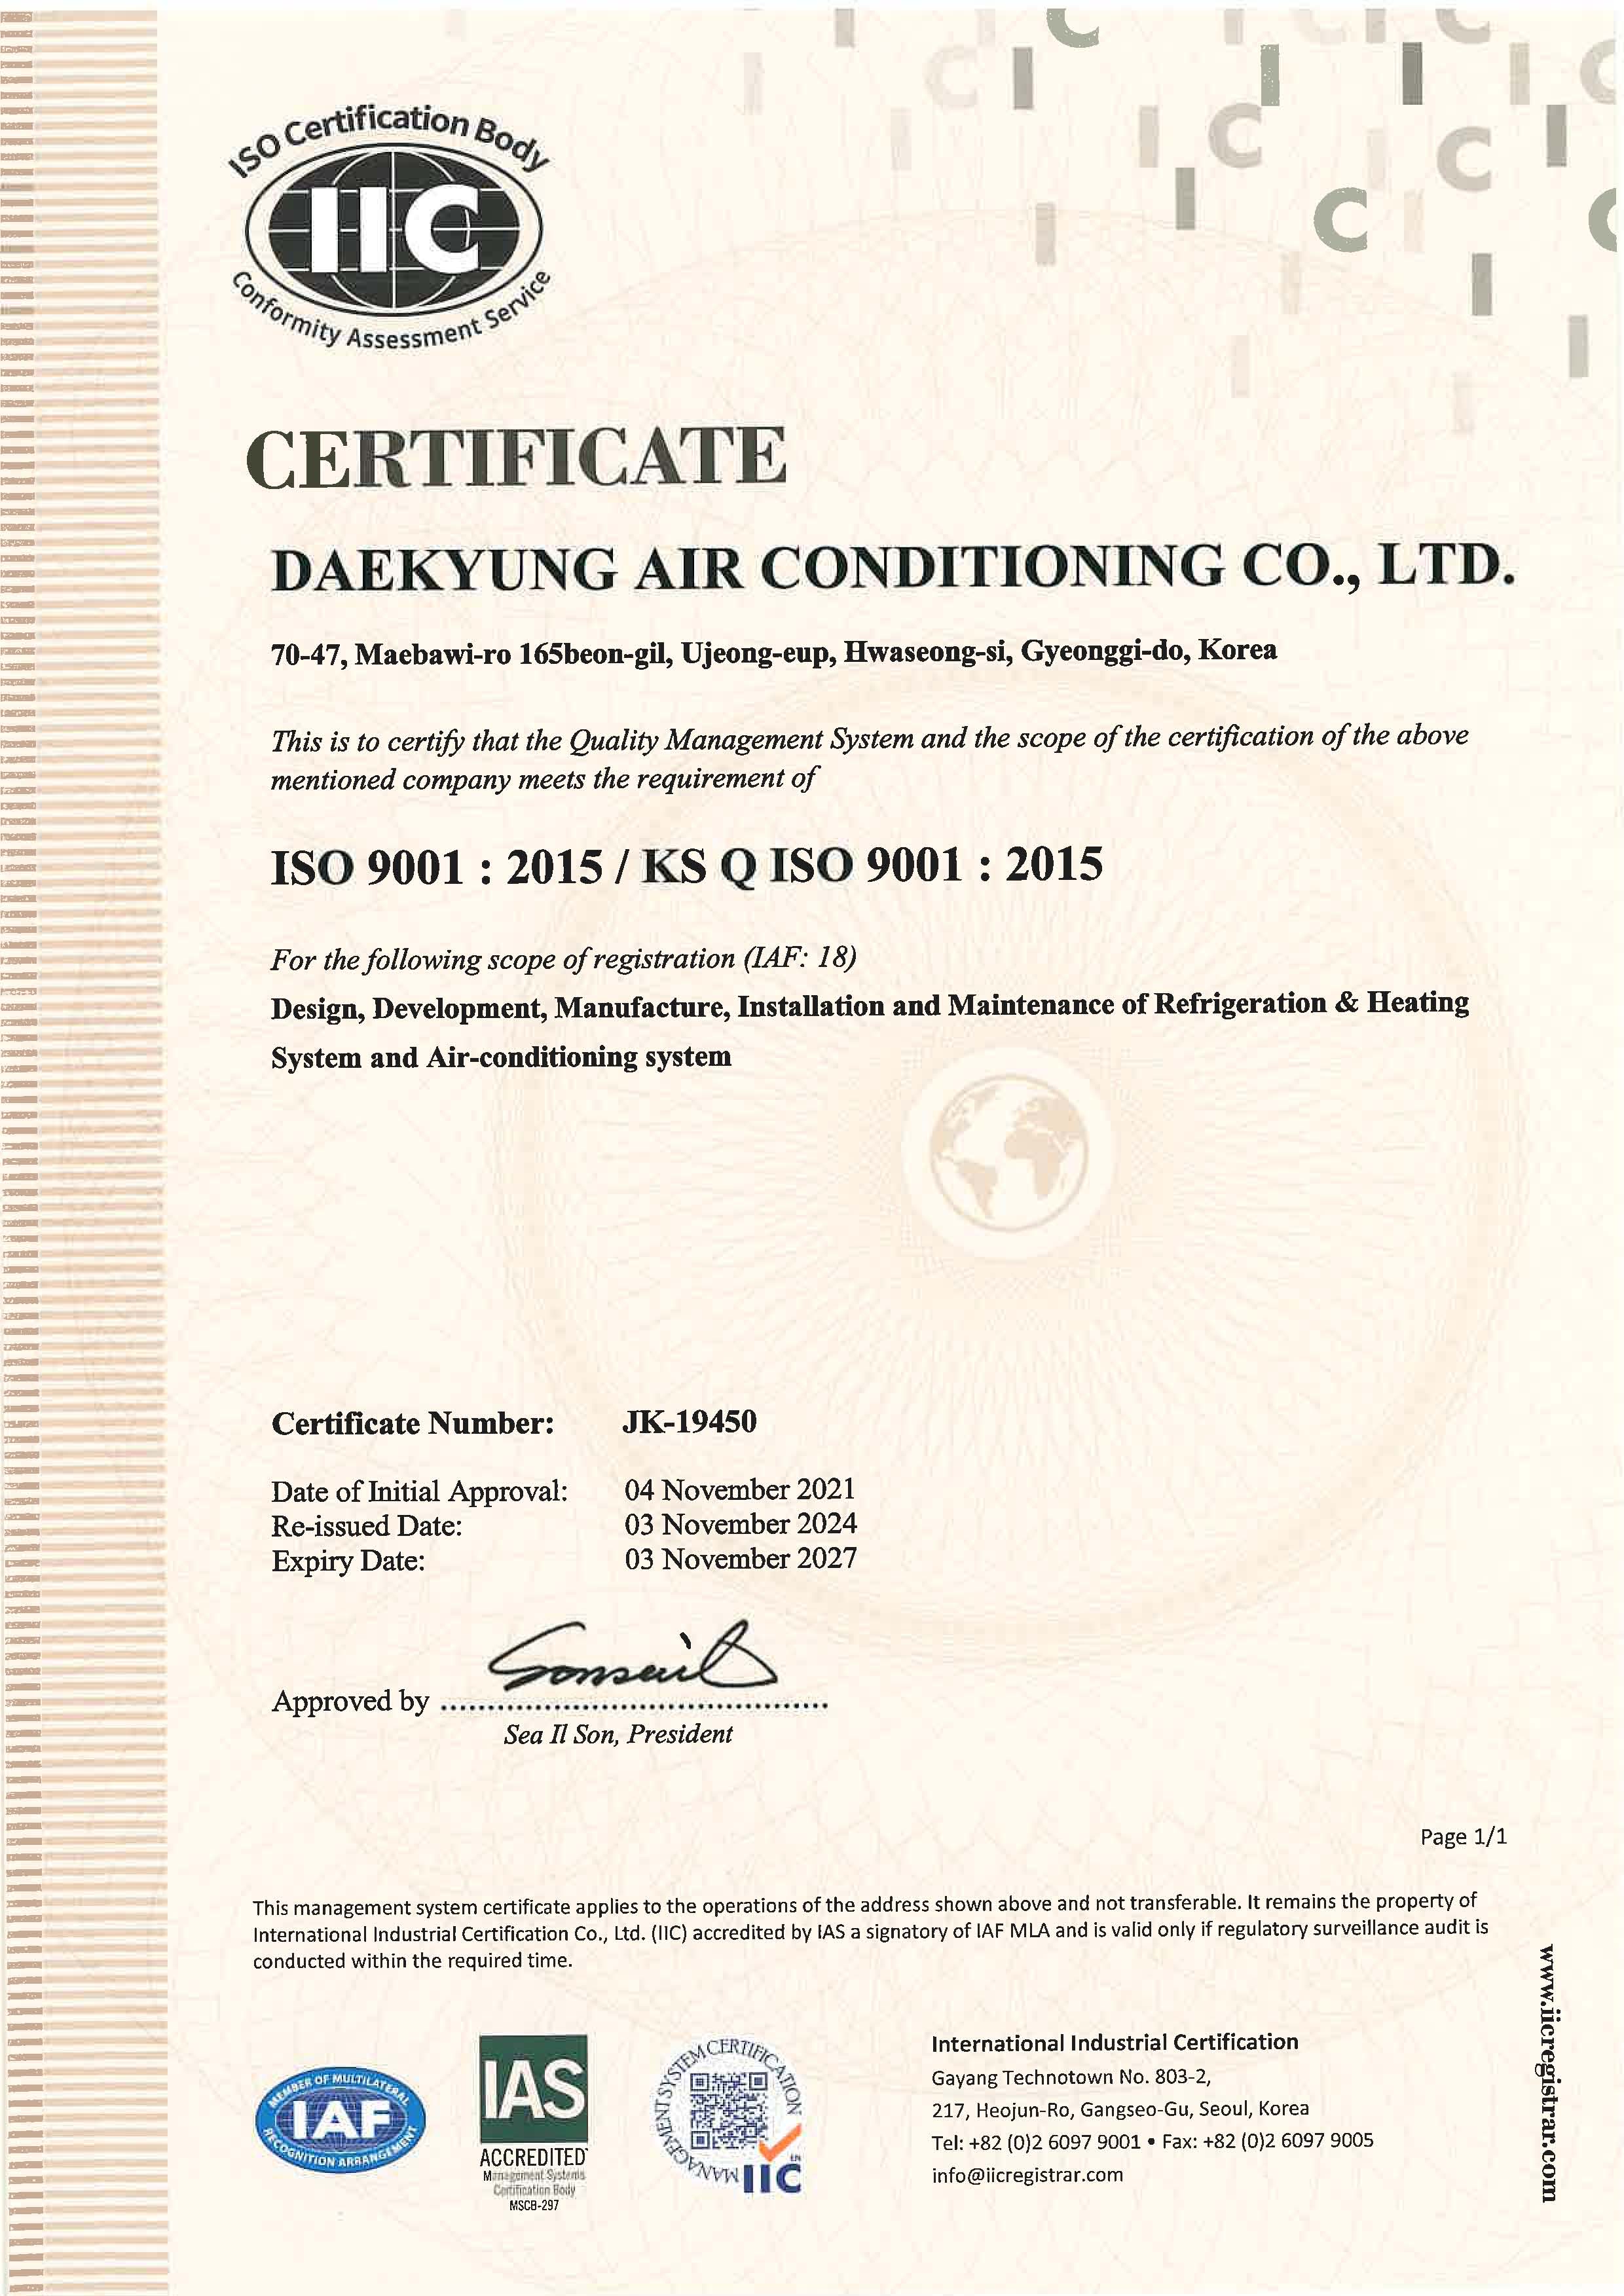 ISO Certification Body
IIC
Conformity Assessment Service
CERTIFICATE
DAEKYUNG AIR CONDITIONING CO., LTD.
70-47, Maebawi-ro 165beon-gil, Ujeong-eup, Hwaseong-si, Gyeonggi-do, Korea
This is to certify that the Quality Management System and the scope of the certification of the above
mentioned company meets the requirement of
ISO 9001 : 2015 / KS Q ISO 9001 : 2015
For the following scope of registration (IAF: 18)
Design, Development, Manufacture, Installation and Maintenance of Refrigeration & Heating
System and Air-conditioning system
Certificate Number: JK-19450
Date of Initial Approval: 04 November 2021
Re-issued Date: 03 November 2024
Expiry Date: 03 November 2027
Approved by
Sea Il Son, President
Page 1/1
This management system certificate applies to the operations of the address shown above and not transferable. It remains the property of
International Industrial Certification Co., Ltd. (IIC) accredited by IAS a signatory of IAF MLA and is valid only if regulatory surveillance audit is
conducted within the required time.
MEMBER OF MULTILATERAL
IAF
RECOGNITION ARRANGEMENT
IAS
ACCREDITED
Management Systems
Certification Body
MSCB-297
MANAGEMENT SYSTEM CERTIFICATION
IIC
International Industrial Certification
Gayang Technotown No. 803-2,
217, Heojun-Ro, Gangseo-Gu, Seoul, Korea
Tel: +82 (0)2 6097 9001 • Fax: +82 (0)2 6097 9005
info@iicregistrar.com
www.iicregistrar.com